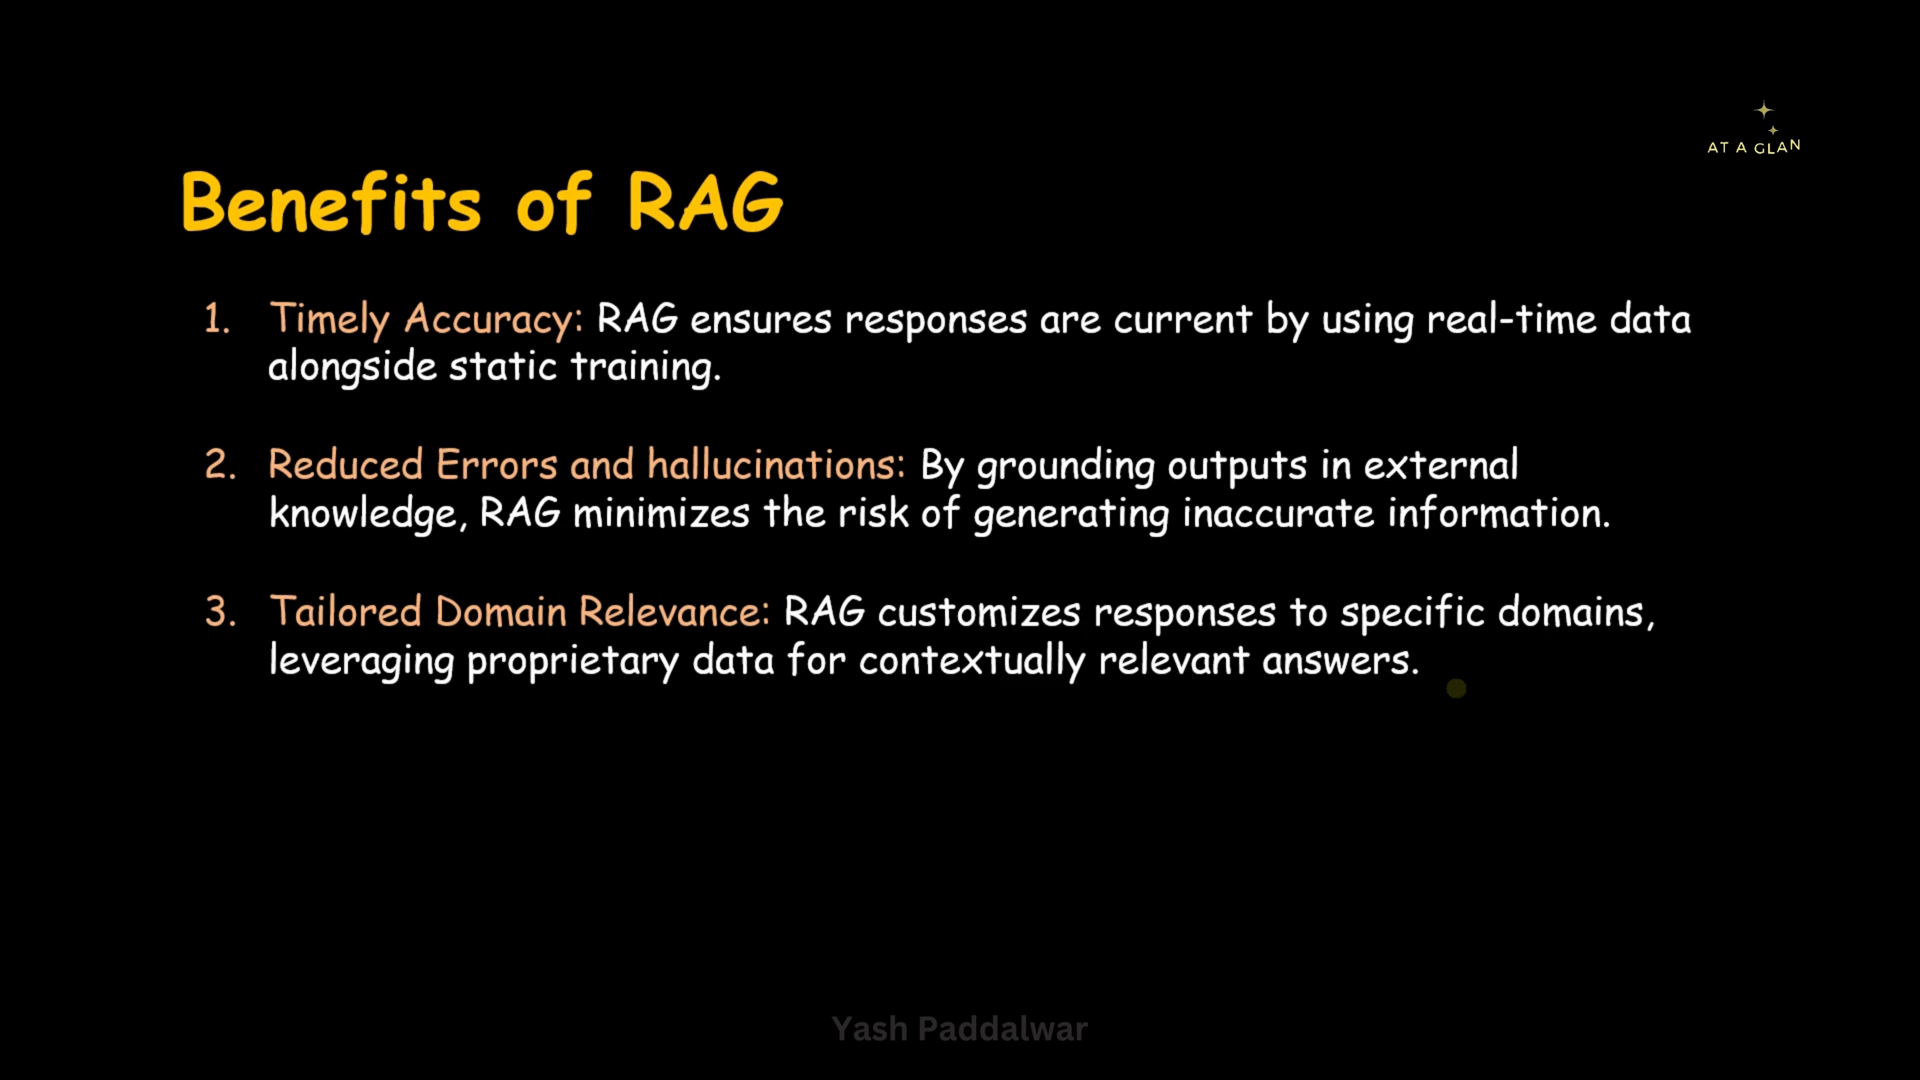 AT A GLAN
Benefits of RAG
1. Timely Accuracy: RAG ensures responses are current by using real-time data
alongside static training.
2. Reduced Errors and hallucinations: By grounding outputs in external
knowledge, RAG minimizes the risk of generating inaccurate information.
3. Tailored Domain Relevance: RAG customizes responses to specific domains,
leveraging proprietary data for contextually relevant answers.
Yash Paddalwar